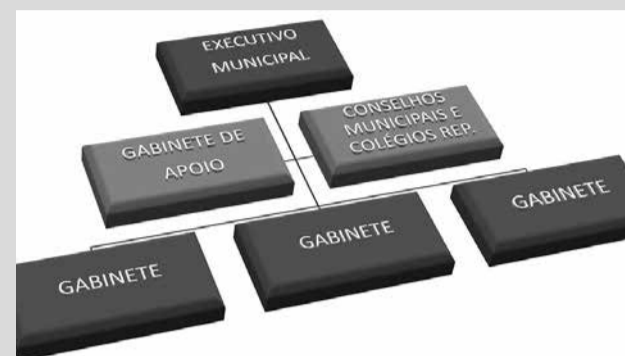 EXECUTIVO
MUNICIPAL
GABINETE DE
APOIO
CONSELHOS
MUNICIPAIS E
COLÉGIOS REP.
GABINETE
GABINETE
GABINETE